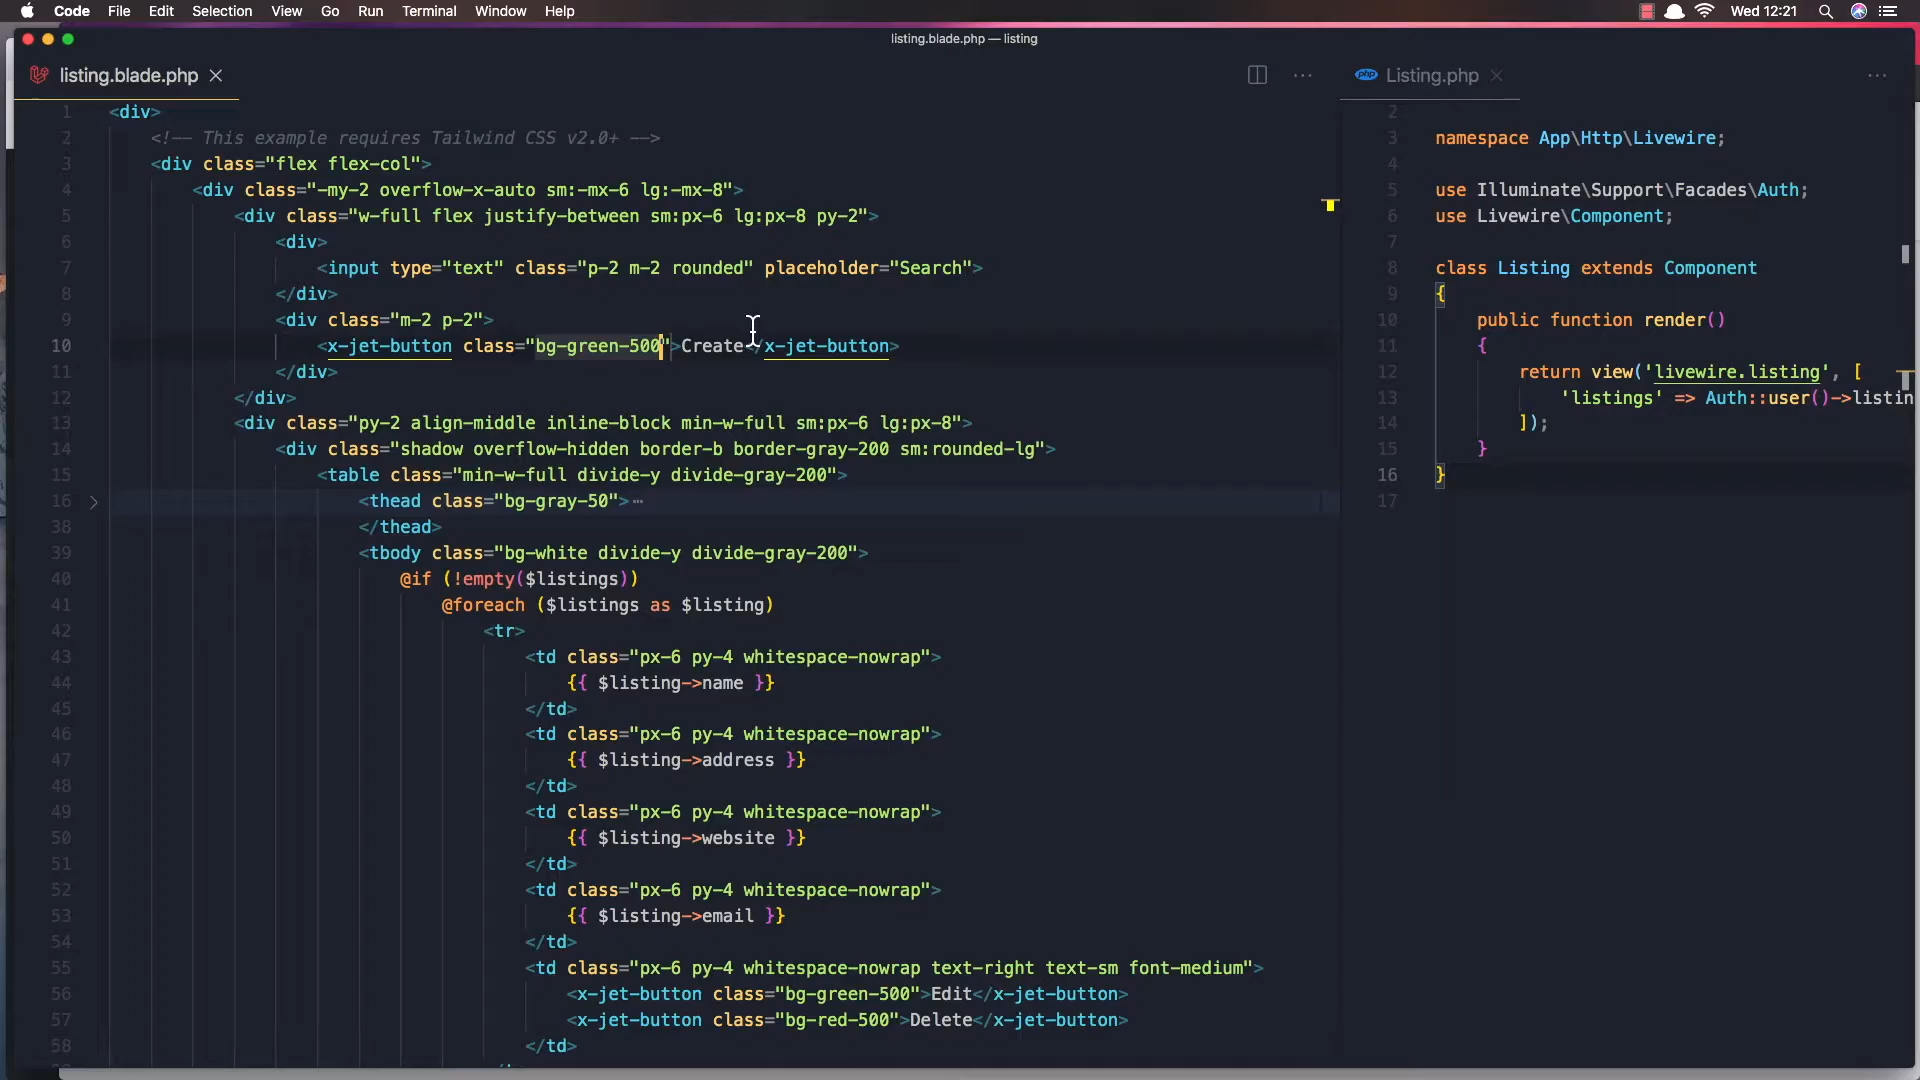 Code File Edit Selection View Go Run Terminal Window Help Wed 12:21
listing.blade.php — listing
listing.blade.php
1 <div>
2 <!-- This example requires Tailwind CSS v2.0+ -->
3 <div class="flex flex-col">
4 <div class="-my-2 overflow-x-auto sm:-mx-6 lg:-mx-8">
5 <div class="w-full flex justify-between sm:px-6 lg:px-8 py-2">
6 <div>
7 <input type="text" class="p-2 m-2 rounded" placeholder="Search">
8 </div>
9 <div class="m-2 p-2">
10 <x-jet-button class="bg-green-500">Create</x-jet-button>
11 </div>
12 </div>
13 <div class="py-2 align-middle inline-block min-w-full sm:px-6 lg:px-8">
14 <div class="shadow overflow-hidden border-b border-gray-200 sm:rounded-lg">
15 <table class="min-w-full divide-y divide-gray-200">
16 <thead class="bg-gray-50"> ⋯
38 </thead>
39 <tbody class="bg-white divide-y divide-gray-200">
40 @if (!empty($listings))
41 @foreach ($listings as $listing)
42 <tr>
43 <td class="px-6 py-4 whitespace-nowrap">
44 {{ $listing->name }}
45 </td>
46 <td class="px-6 py-4 whitespace-nowrap">
47 {{ $listing->address }}
48 </td>
49 <td class="px-6 py-4 whitespace-nowrap">
50 {{ $listing->website }}
51 </td>
52 <td class="px-6 py-4 whitespace-nowrap">
53 {{ $listing->email }}
54 </td>
55 <td class="px-6 py-4 whitespace-nowrap text-right text-sm font-medium">
56 <x-jet-button class="bg-green-500">Edit</x-jet-button>
57 <x-jet-button class="bg-red-500">Delete</x-jet-button>
58 </td>
php Listing.php
2
3 namespace App\Http\Livewire;
4
5 use Illuminate\Support\Facades\Auth;
6 use Livewire\Component;
7
8 class Listing extends Component
9 {
10 public function render()
11 {
12 return view('livewire.listing', [
13 'listings' => Auth::user()->listin
14 ]);
15 }
16 }
17